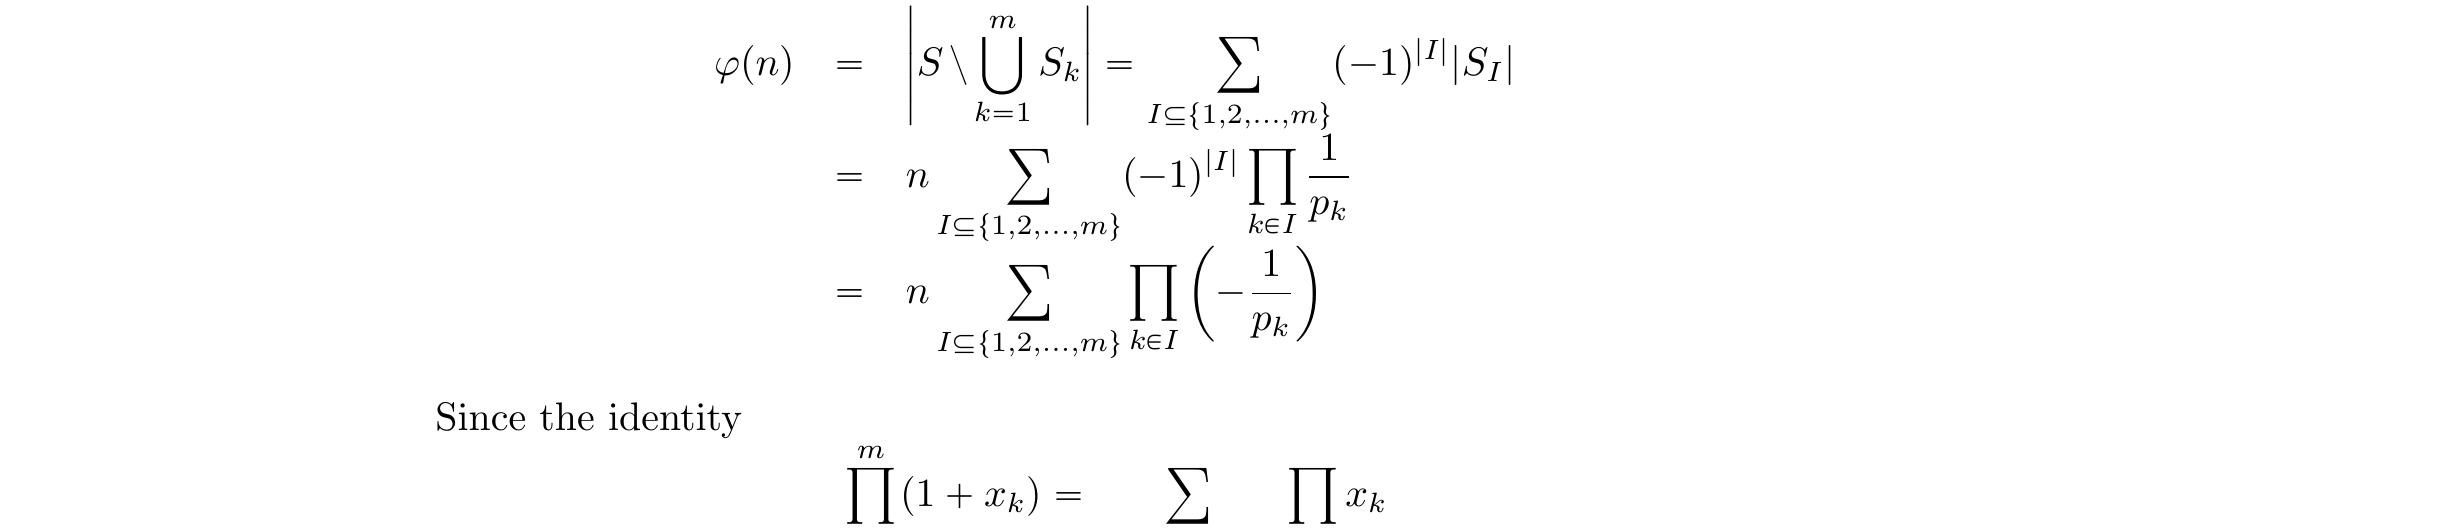 φ(n) = |S \ ⋃_{k=1}^{m} S_k| = ∑_{I⊆{1,2,...,m}} (−1)^{|I|} |S_I|
= n ∑_{I⊆{1,2,...,m}} (−1)^{|I|} ∏_{k∈I} 1/p_k
= n ∑_{I⊆{1,2,...,m}} ∏_{k∈I} (−1/p_k)
Since the identity
∏^{m} (1 + x_k) = ∑ ∏ x_k